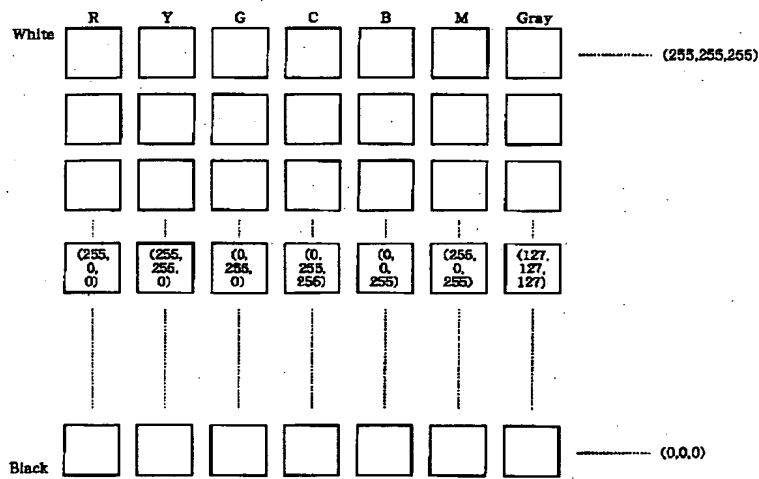 R Y G C B M Gray
White
(255,255,255)
(255, 0, 0)
(255, 255, 0)
(0, 255, 0)
(0, 255, 255)
(0, 0, 255)
(255, 0, 255)
(127, 127, 127)
Black
(0,0,0)